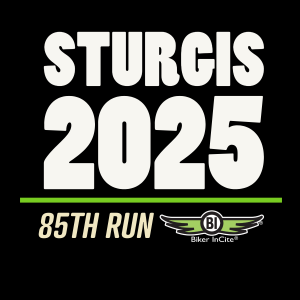 STURGIS
2025
85TH RUN
BI
Biker InCite®